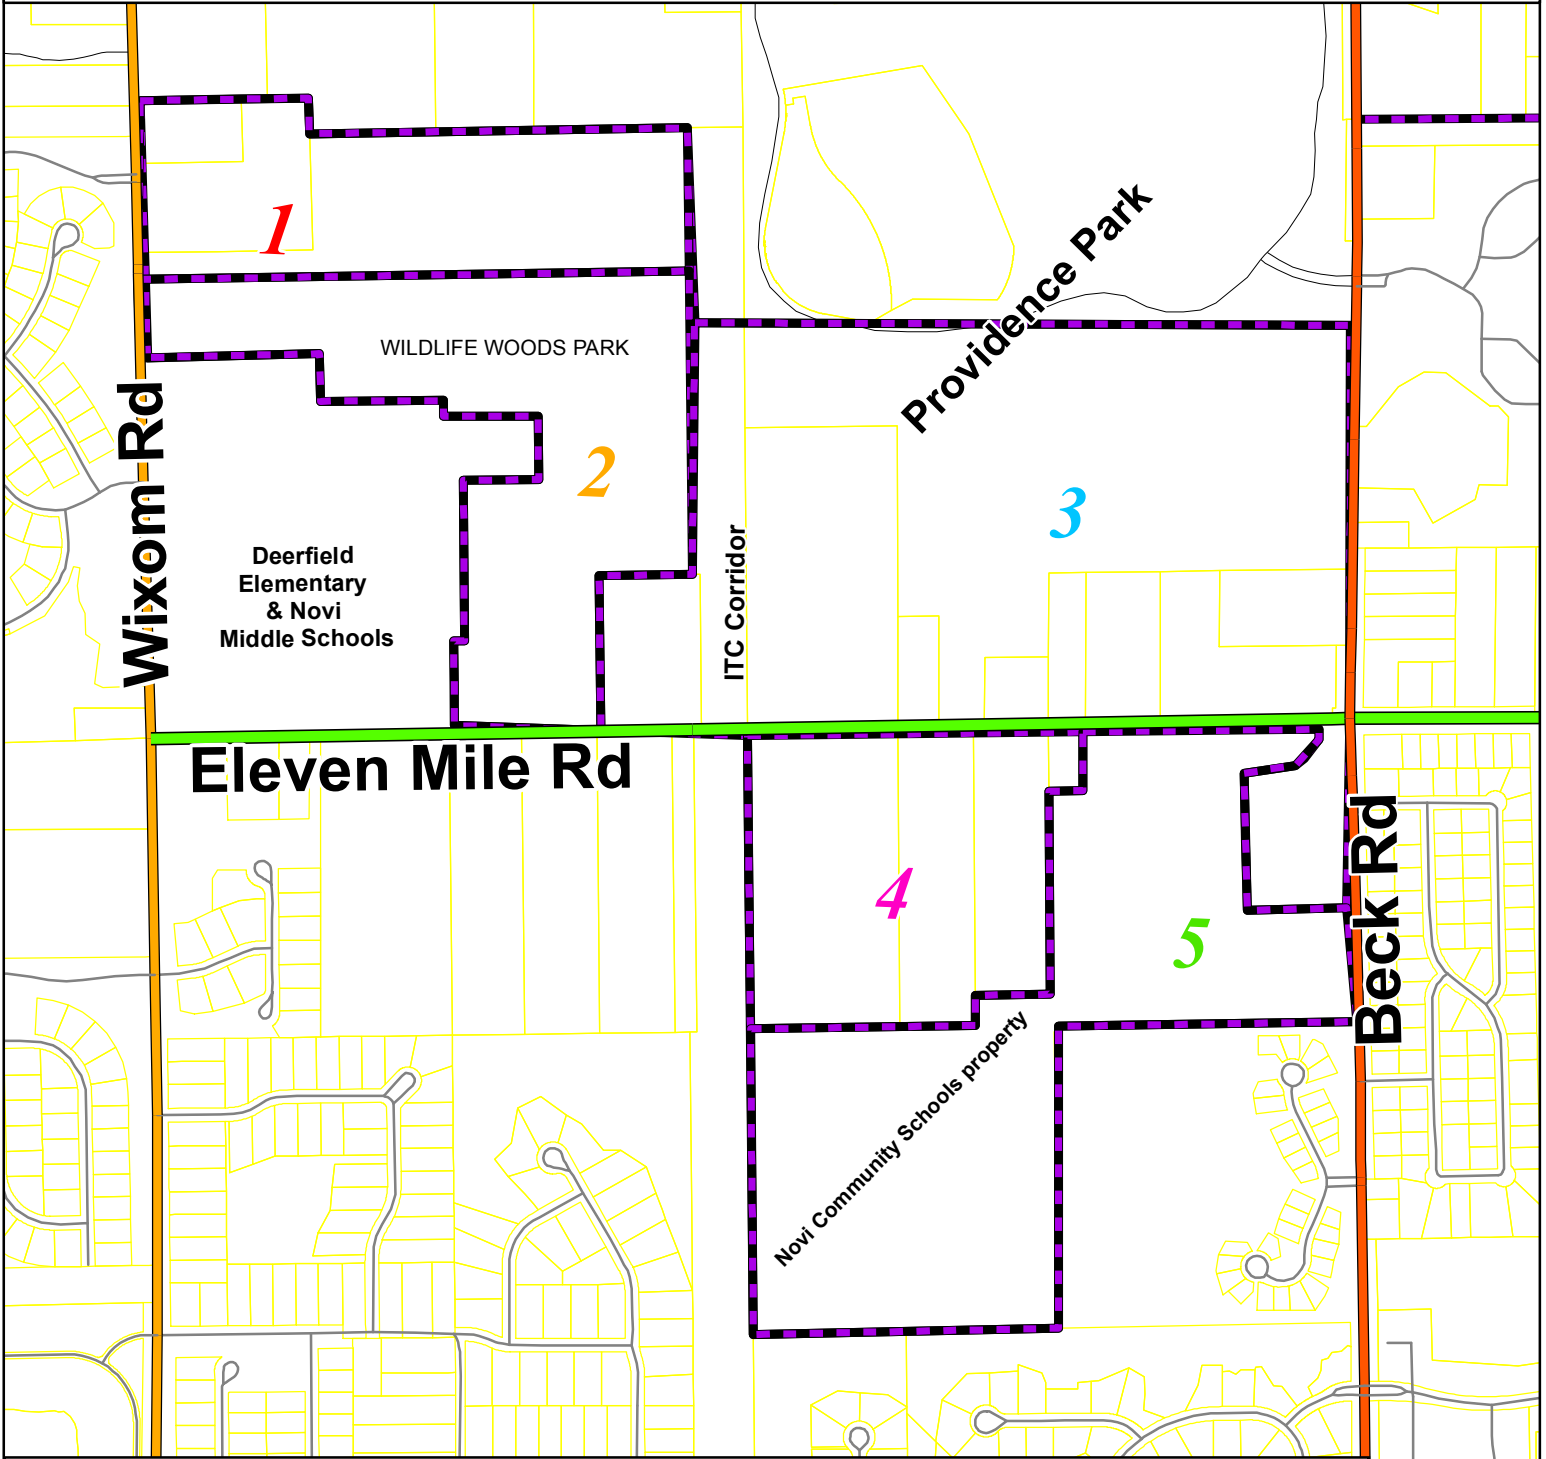 1
Providence Park
WILDLIFE WOODS PARK
Wixom Rd
2
3
ITC Corridor
Deerfield
Elementary
& Novi
Middle Schools
Eleven Mile Rd
4
5
Beck Rd
Novi Community Schools property